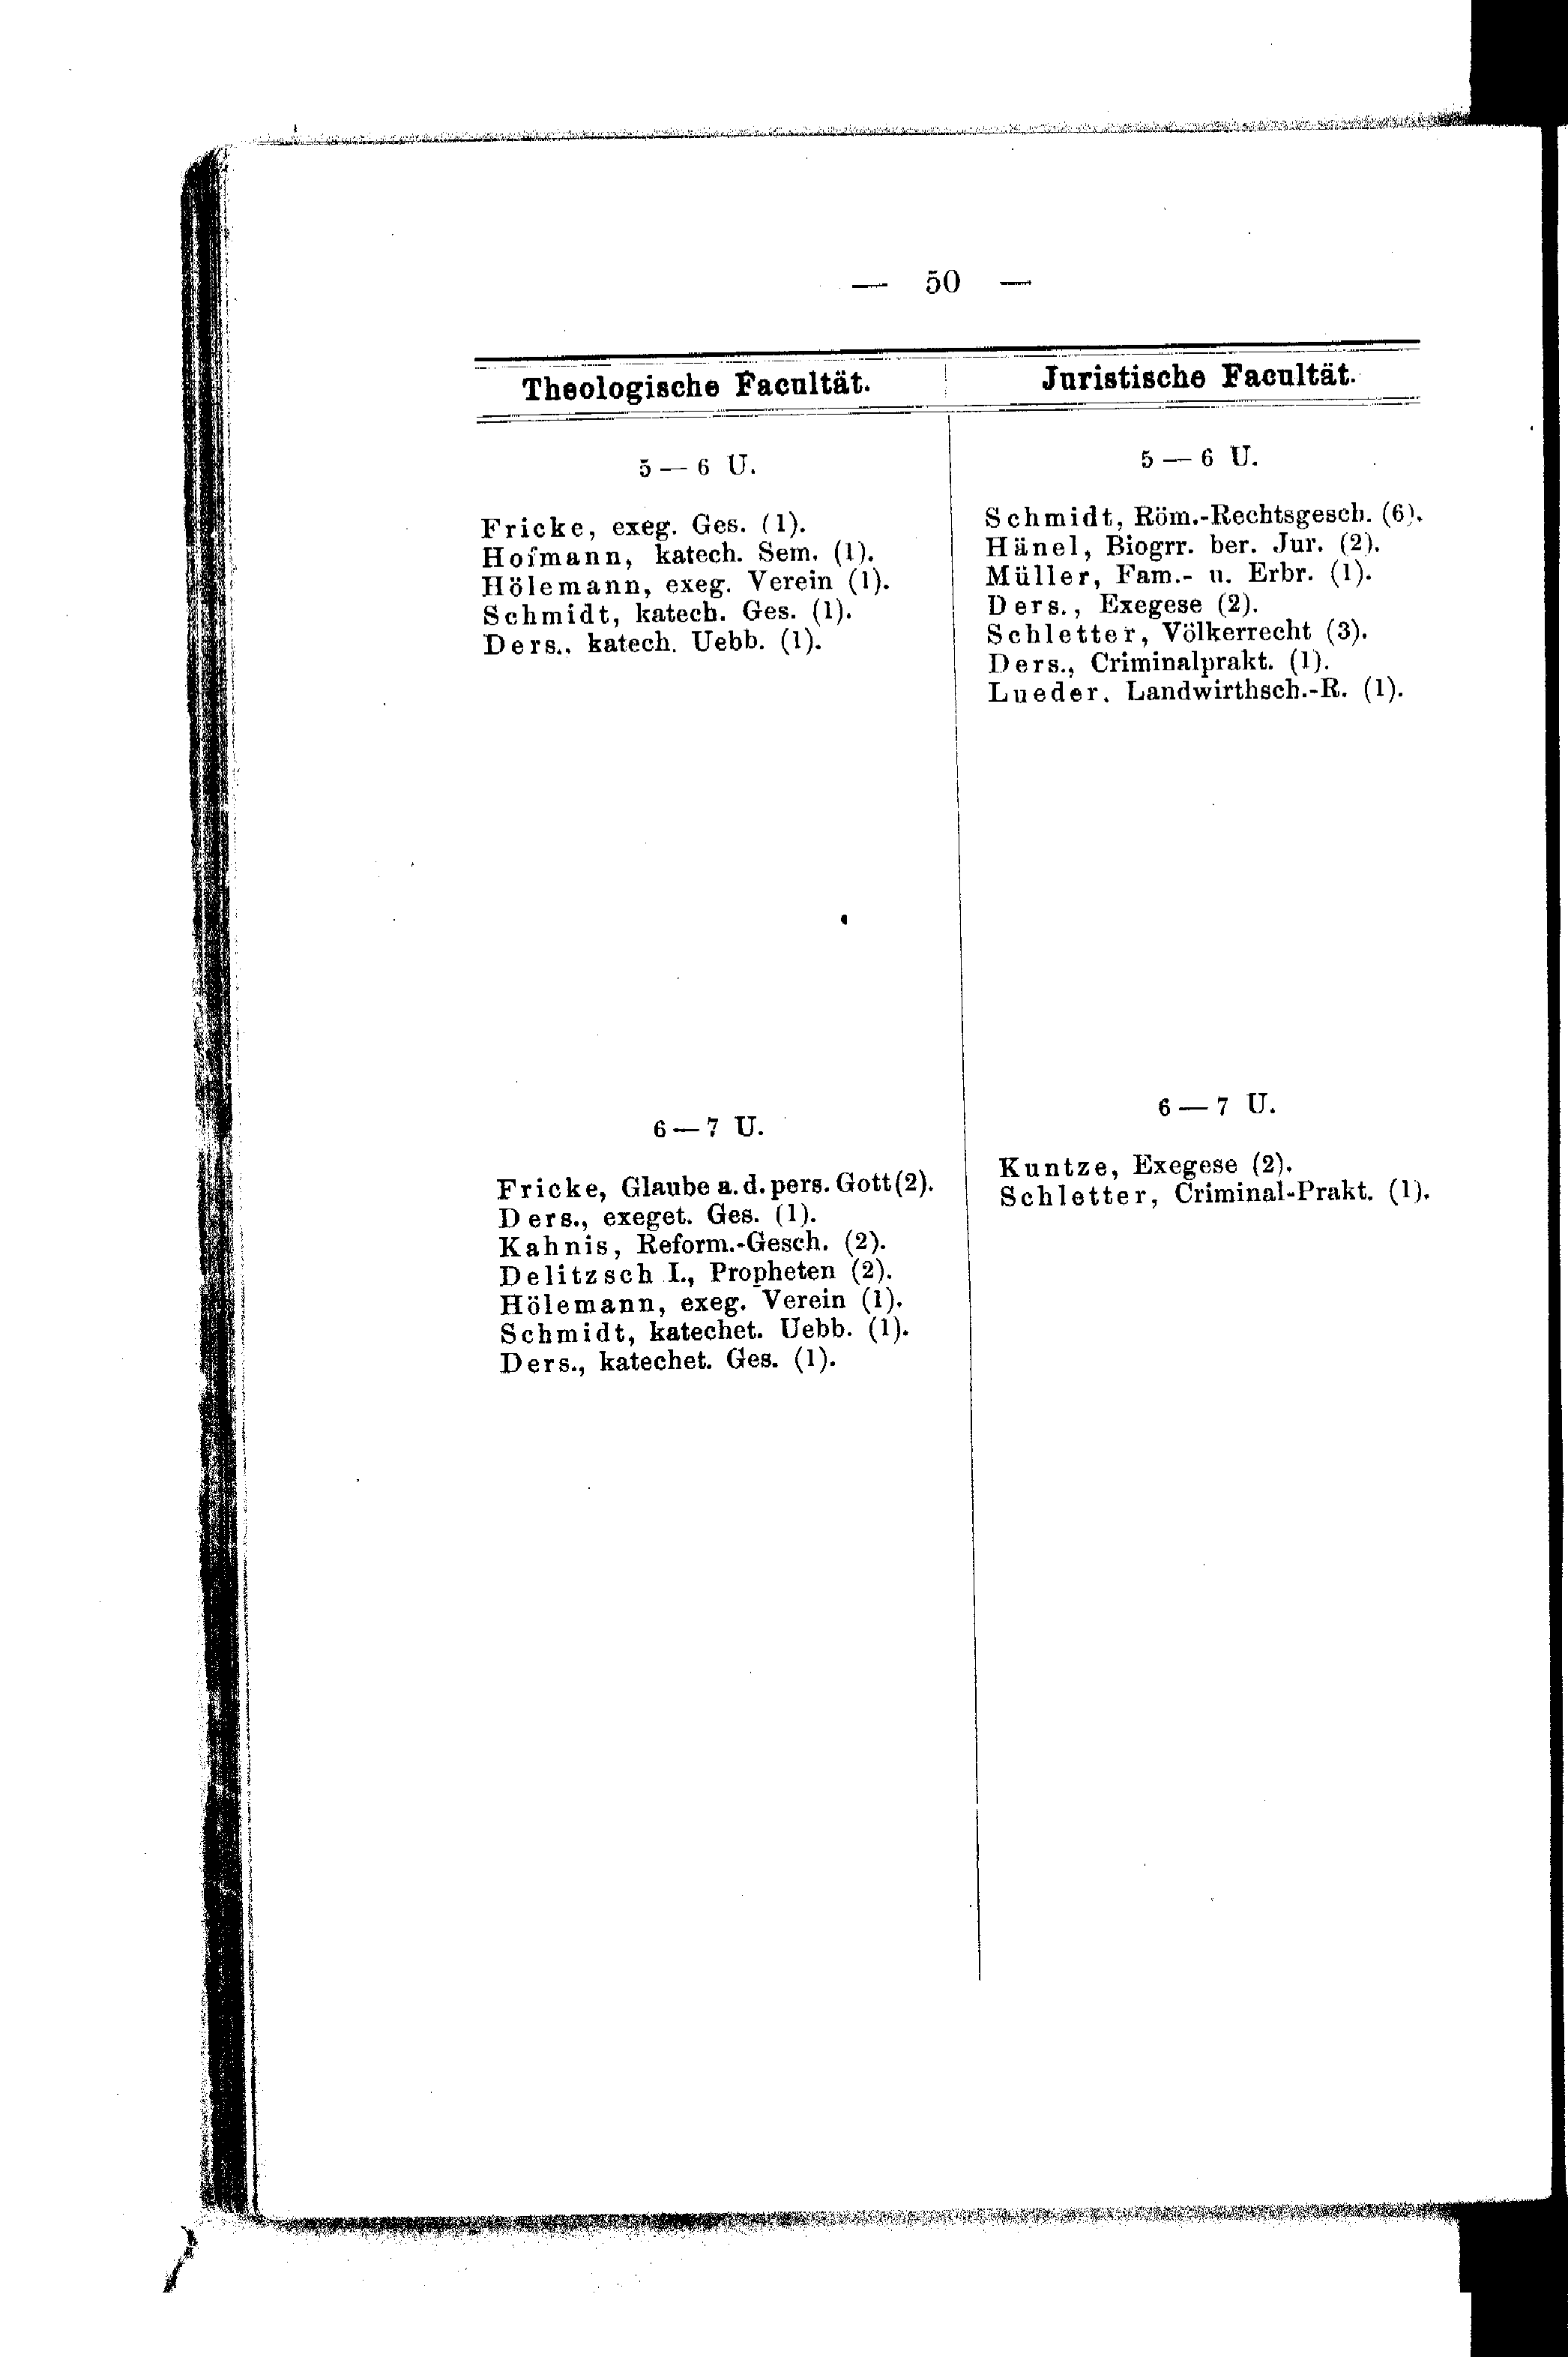 — 50 —
Theologische Facultät.
5 — 6 U.
Fricke, exeg. Ges. (1).
Hofmann, katech. Sem. (1).
Hölemann, exeg. Verein (1).
Schmidt, katech. Ges. (1).
Ders., katech. Uebb. (1).
6 — 7 U.
Fricke, Glaube a. d. pers. Gott (2).
Ders., exeget. Ges. (1).
Kahnis, Reform.-Gesch. (2).
Delitzsch I., Propheten (2).
Hölemann, exeg. Verein (1).
Schmidt, katechet. Uebb. (1).
Ders., katechet. Ges. (1).
Juristische Facultät.
5 — 6 U.
Schmidt, Röm.-Rechtsgesch. (6).
Hänel, Biogrr. ber. Jur. (2).
Müller, Fam.- u. Erbr. (1).
Ders., Exegese (2).
Schletter, Völkerrecht (3).
Ders., Criminalprakt. (1).
Lueder. Landwirthsch.-R. (1).
6 — 7 U.
Kuntze, Exegese (2).
Schletter, Criminal-Prakt. (1).